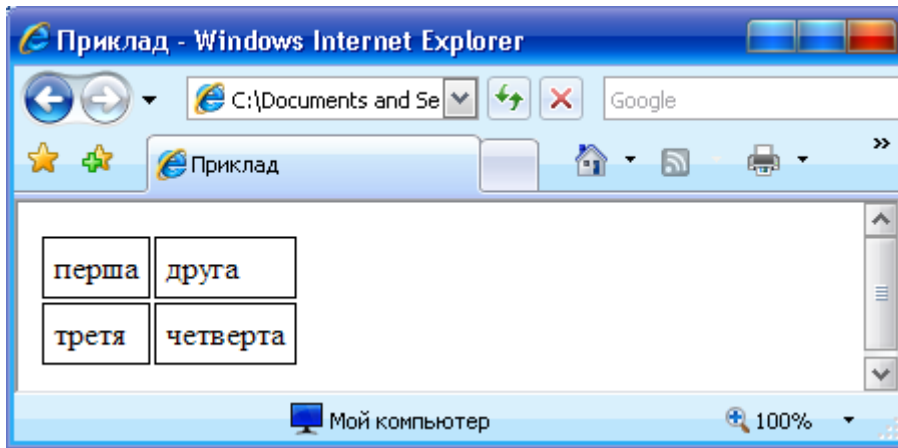 Приклад - Windows Internet Explorer
C:\Documents and Se
Google
Приклад
»
перша друга
третя четверта
Мой компьютер 100%